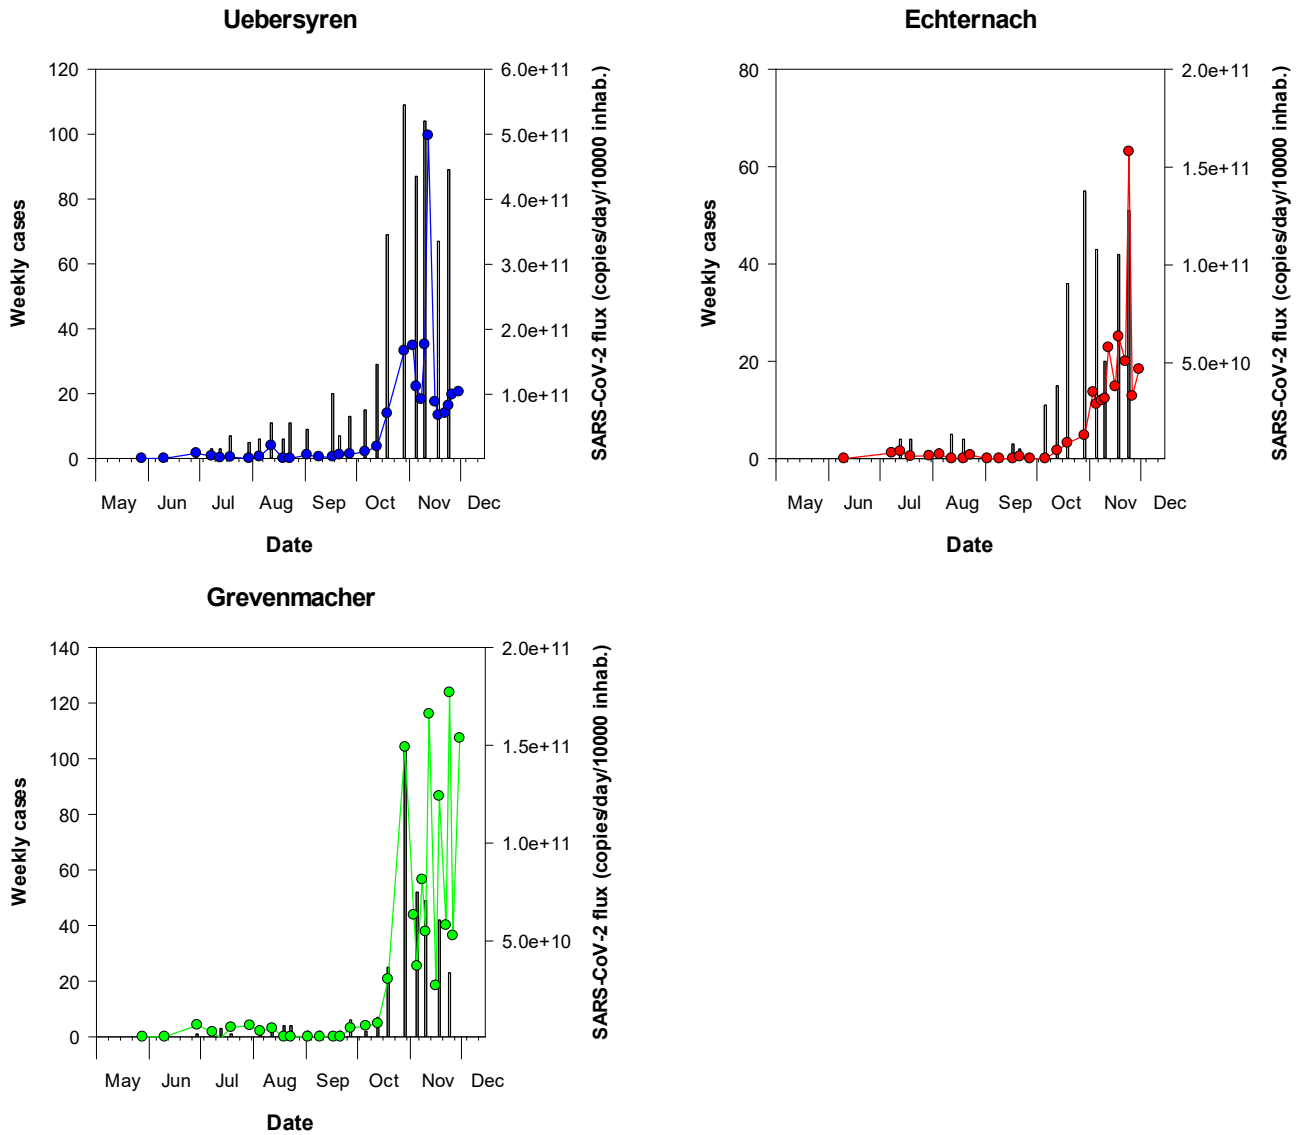 Uebersyren
Weekly cases
120
100
80
60
40
20
0
6.0e+11
5.0e+11
4.0e+11
3.0e+11
2.0e+11
1.0e+11
SARS-CoV-2 flux (copies/day/10000 inhab.)
May Jun Jul Aug Sep Oct Nov Dec
Date
Echternach
Weekly cases
80
60
40
20
0
2.0e+11
1.5e+11
1.0e+11
5.0e+10
SARS-CoV-2 flux (copies/day/10000 inhab.)
May Jun Jul Aug Sep Oct Nov Dec
Date
Grevenmacher
Weekly cases
140
120
100
80
60
40
20
0
2.0e+11
1.5e+11
1.0e+11
5.0e+10
SARS-CoV-2 flux (copies/day/10000 inhab.)
May Jun Jul Aug Sep Oct Nov Dec
Date